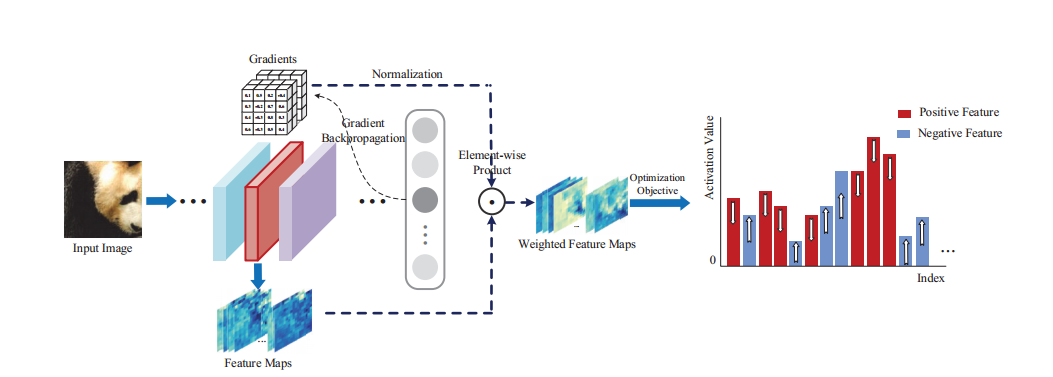 Gradients
Normalization
Gradient
Backpropagation
Element-wise
Product
Input Image
Feature Maps
Weighted Feature Maps
Optimization
Objective
Positive Feature
Negative Feature
Activation Value
0
Index